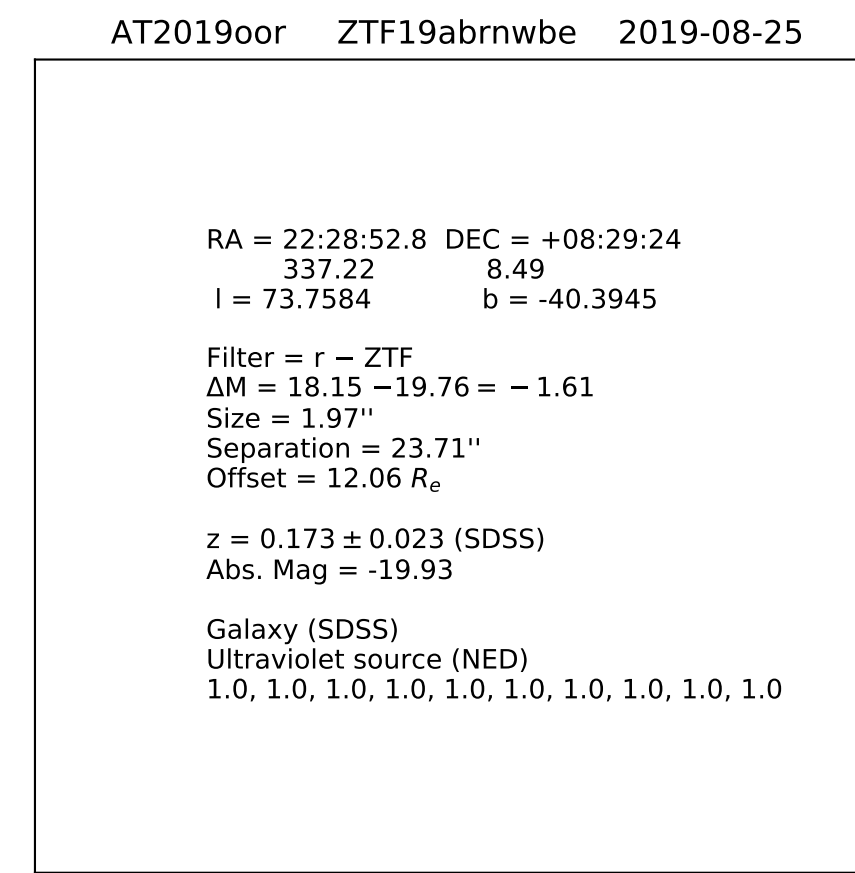 AT2019oor ZTF19abrnwbe 2019-08-25
RA = 22:28:52.8 DEC = +08:29:24
337.22 8.49
l = 73.7584 b = -40.3945
Filter = r − ZTF
ΔM = 18.15 −19.76 = − 1.61
Size = 1.97''
Separation = 23.71''
Offset = 12.06 Rₑ
z = 0.173 ± 0.023 (SDSS)
Abs. Mag = -19.93
Galaxy (SDSS)
Ultraviolet source (NED)
1.0, 1.0, 1.0, 1.0, 1.0, 1.0, 1.0, 1.0, 1.0, 1.0